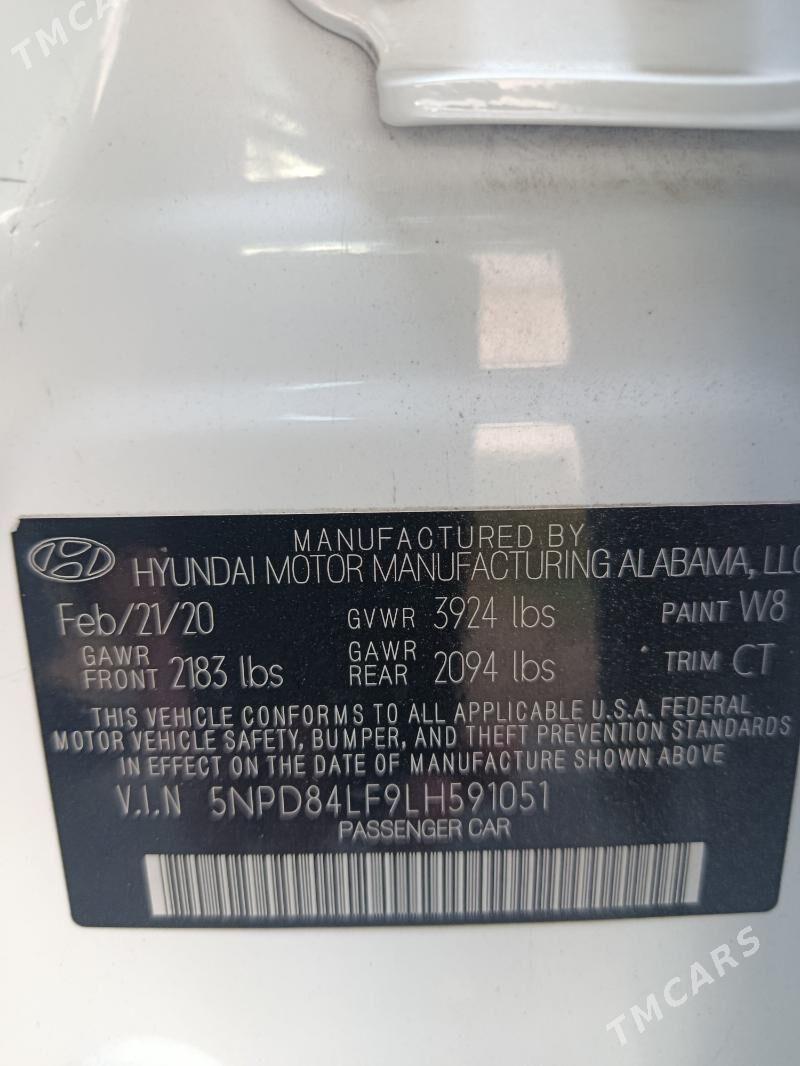 TMCARS
MANUFACTURED BY
HYUNDAI MOTOR MANUFACTURING ALABAMA, LLC
Feb/21/20 GVWR 3924 lbs PAINT W8
GAWR FRONT 2183 lbs GAWR REAR 2094 lbs TRIM CT
THIS VEHICLE CONFORMS TO ALL APPLICABLE U.S.A. FEDERAL
MOTOR VEHICLE SAFETY, BUMPER, AND THEFT PREVENTION STANDARDS
IN EFFECT ON THE DATE OF MANUFACTURE SHOWN ABOVE
V.I.N 5NPD84LF9LH591051
PASSENGER CAR
TMCARS